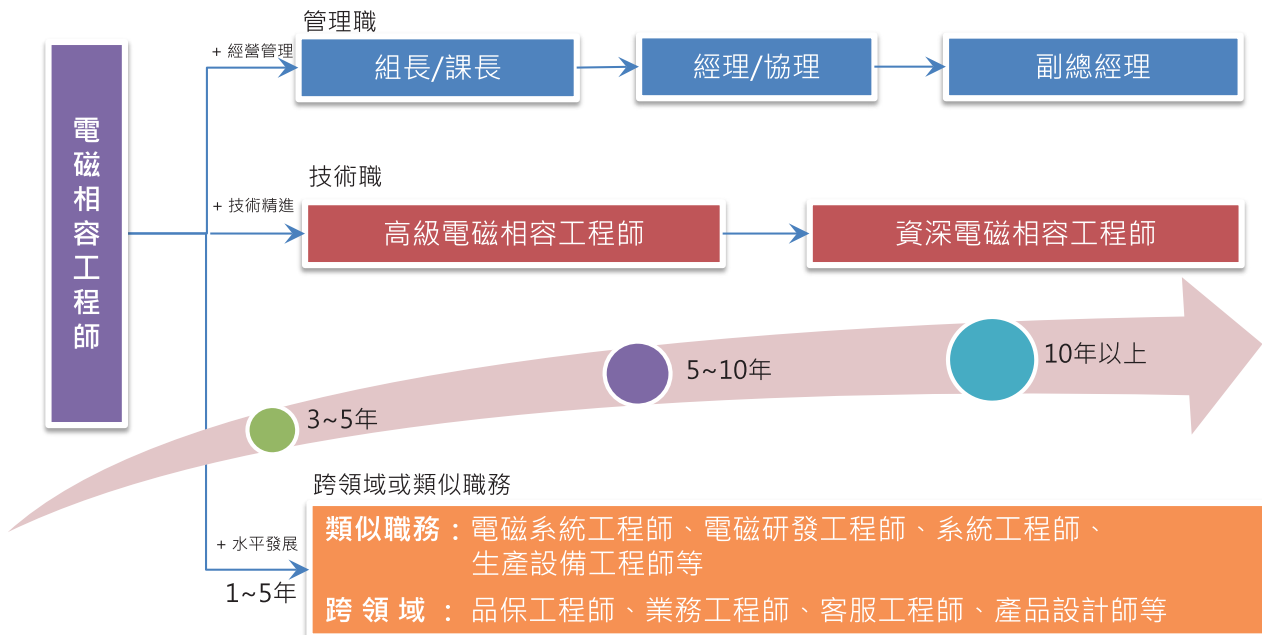 電磁相容工程師
管理職
+ 經營管理
組長/課長
經理/協理
副總經理
技術職
+ 技術精進
高級電磁相容工程師
資深電磁相容工程師
3~5年
5~10年
10年以上
跨領域或類似職務
+ 水平發展
1~5年
類似職務：電磁系統工程師、電磁研發工程師、系統工程師、
生產設備工程師等
跨領域：品保工程師、業務工程師、客服工程師、產品設計師等